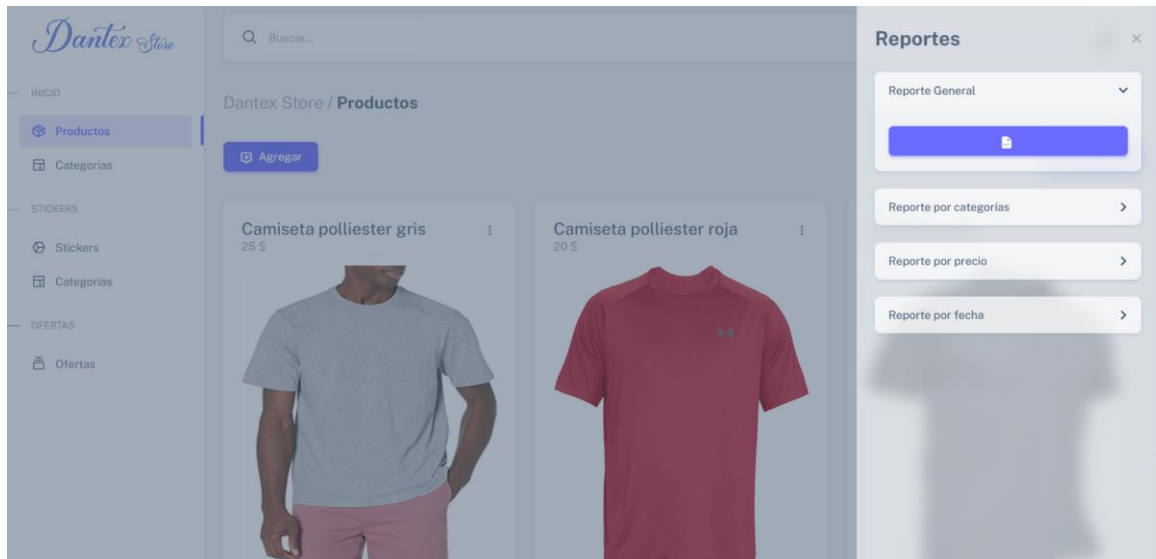 Dantex Store
INICIO
Productos
Categorías
STICKERS
Stickers
Categorías
OFERTAS
Ofertas
Buscar...
Dantex Store / Productos
Agregar
Camiseta polliester gris
25 $
Camiseta polliester roja
20 $
Reportes
Reporte General
Reporte por categorías
Reporte por precio
Reporte por fecha